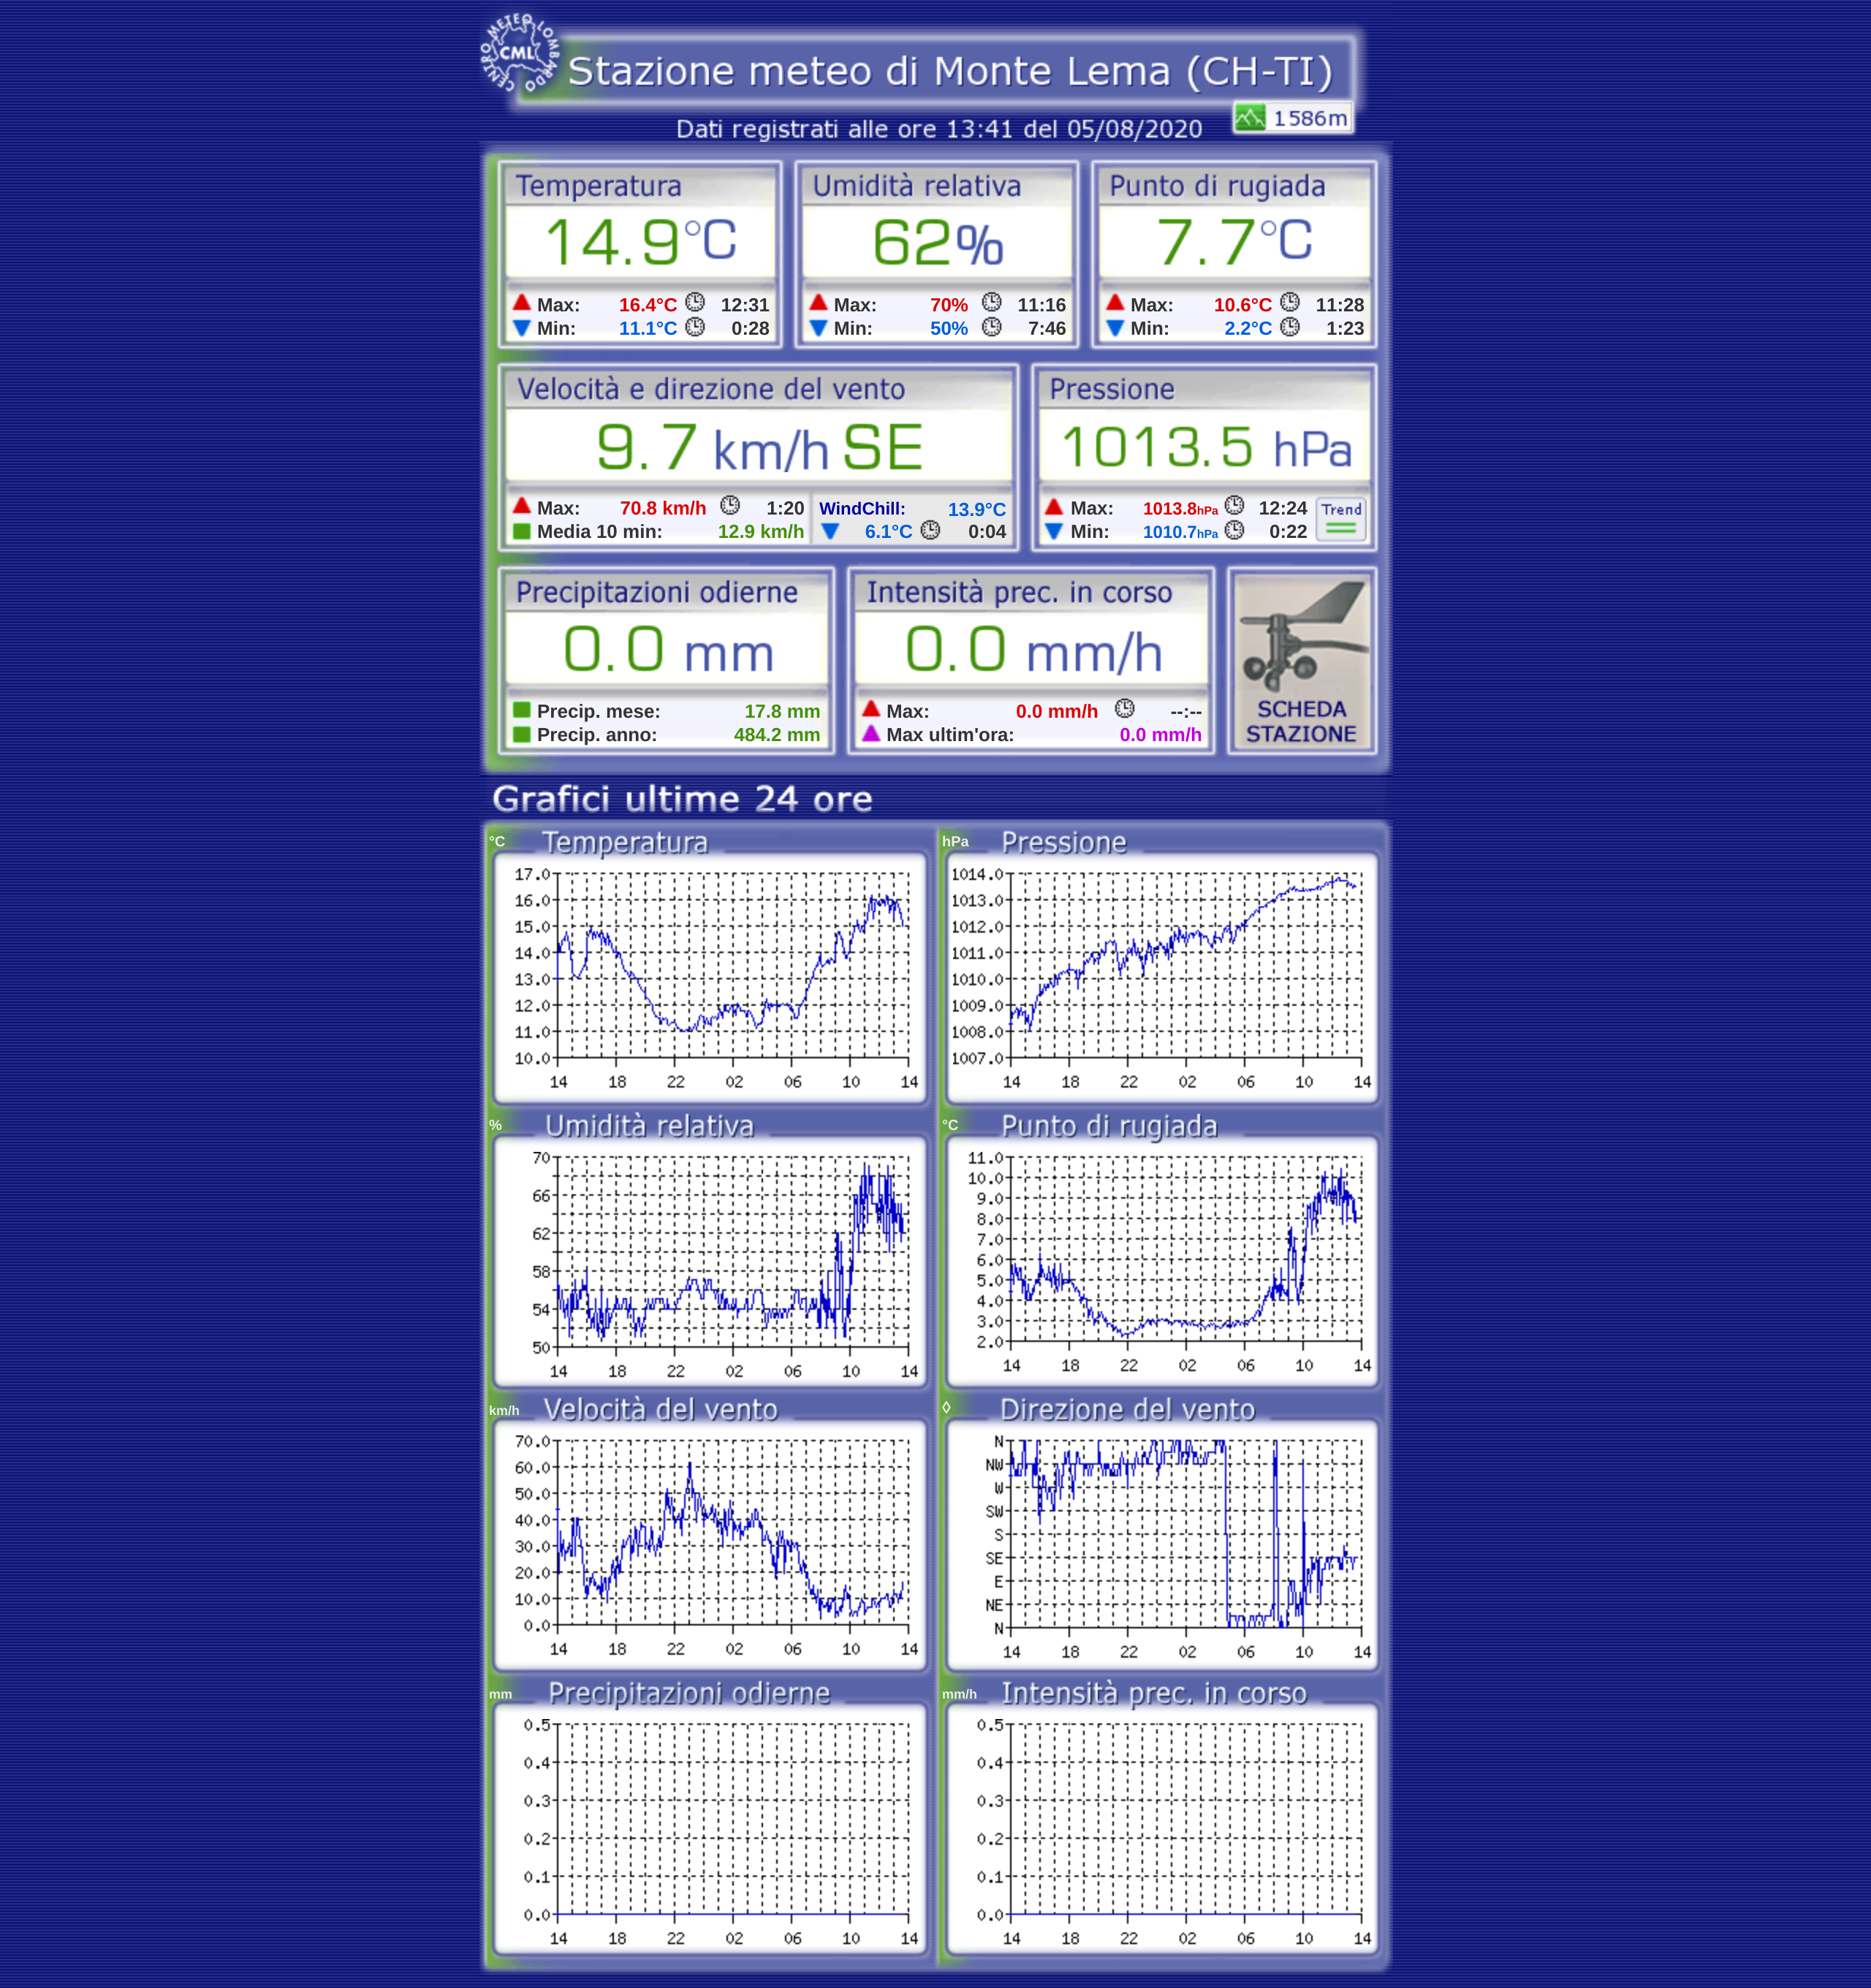 CENTRO METEO LOMBARDO
CML
Stazione meteo di Monte Lema (CH-TI)
1586m
Dati registrati alle ore 13:41 del 05/08/2020
Temperatura
14.9°C
Max: 16.4°C 12:31
Min: 11.1°C 0:28
Umidità relativa
62%
Max: 70% 11:16
Min: 50% 7:46
Punto di rugiada
7.7°C
Max: 10.6°C 11:28
Min: 2.2°C 1:23
Velocità e direzione del vento
9.7 km/h SE
Max: 70.8 km/h 1:20
Media 10 min: 12.9 km/h
WindChill: 13.9°C
6.1°C 0:04
Pressione
1013.5 hPa
Max: 1013.8hPa 12:24
Min: 1010.7hPa 0:22
Trend
Precipitazioni odierne
0.0 mm
Precip. mese: 17.8 mm
Precip. anno: 484.2 mm
Intensità prec. in corso
0.0 mm/h
Max: 0.0 mm/h --:--
Max ultim'ora: 0.0 mm/h
SCHEDA
STAZIONE
Grafici ultime 24 ore
°C Temperatura
17.0
16.0
15.0
14.0
13.0
12.0
11.0
10.0
14 18 22 02 06 10 14
hPa Pressione
1014.0
1013.0
1012.0
1011.0
1010.0
1009.0
1008.0
1007.0
14 18 22 02 06 10 14
% Umidità relativa
70
66
62
58
54
50
14 18 22 02 06 10 14
°C Punto di rugiada
11.0
10.0
9.0
8.0
7.0
6.0
5.0
4.0
3.0
2.0
14 18 22 02 06 10 14
km/h Velocità del vento
70.0
60.0
50.0
40.0
30.0
20.0
10.0
0.0
14 18 22 02 06 10 14
◊ Direzione del vento
N
NW
W
SW
S
SE
E
NE
N
14 18 22 02 06 10 14
mm Precipitazioni odierne
0.5
0.4
0.3
0.2
0.1
0.0
14 18 22 02 06 10 14
mm/h Intensità prec. in corso
0.5
0.4
0.3
0.2
0.1
0.0
14 18 22 02 06 10 14